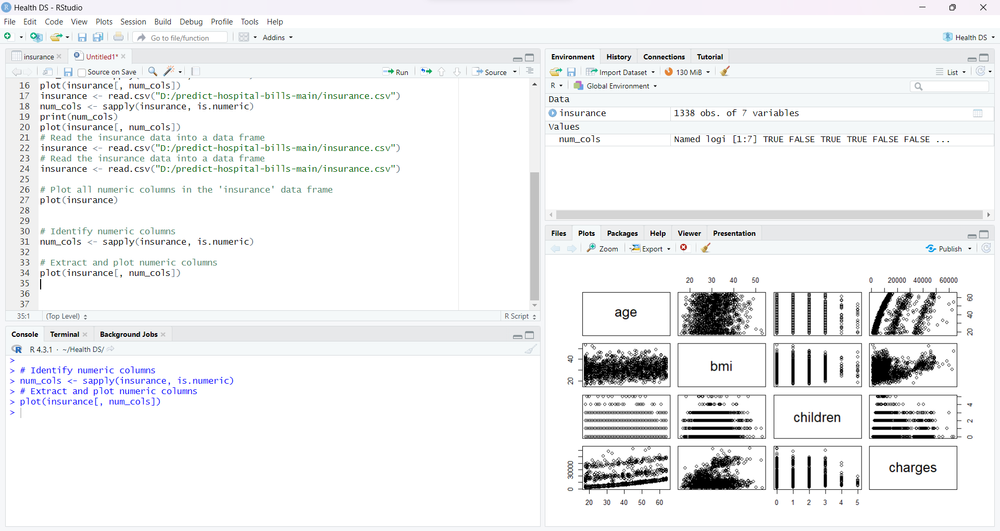 Health DS - RStudio
File Edit Code View Plots Session Build Debug Profile Tools Help
Go to file/function Addins Health DS
insurance Untitled1*
Source on Save Run Source
16 plot(insurance[, num_cols])
17 insurance <- read.csv("D:/predict-hospital-bills-main/insurance.csv")
18 num_cols <- sapply(insurance, is.numeric)
19 print(num_cols)
20 plot(insurance[, num_cols])
21 # Read the insurance data into a data frame
22 insurance <- read.csv("D:/predict-hospital-bills-main/insurance.csv")
23 # Read the insurance data into a data frame
24 insurance <- read.csv("D:/predict-hospital-bills-main/insurance.csv")
25
26 # Plot all numeric columns in the 'insurance' data frame
27 plot(insurance)
28
29
30 # Identify numeric columns
31 num_cols <- sapply(insurance, is.numeric)
32
33 # Extract and plot numeric columns
34 plot(insurance[, num_cols])
35
36
37
35:1 (Top Level) R Script
Console Terminal Background Jobs
R 4.3.1 · ~/Health DS/
>
> # Identify numeric columns
> num_cols <- sapply(insurance, is.numeric)
> # Extract and plot numeric columns
> plot(insurance[, num_cols])
>
Environment History Connections Tutorial
Import Dataset 130 MiB List
R Global Environment
Data
insurance 1338 obs. of 7 variables
Values
num_cols Named logi [1:7] TRUE FALSE TRUE TRUE FALSE FALSE ...
Files Plots Packages Help Viewer Presentation
Zoom Export Publish
20 30 40 50 0 20000 40000 60000
age 20 40 60
20 40 bmi
children 0 2 4
0 30000 charges
20 30 40 50 60 0 1 2 3 4 5